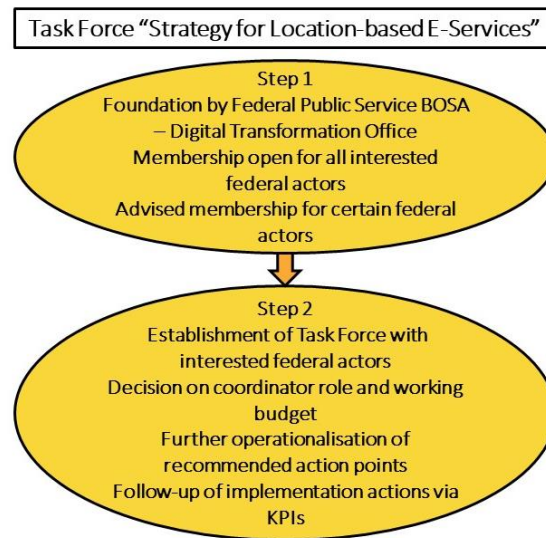 Task Force “Strategy for Location-based E-Services”
Step 1
Foundation by Federal Public Service BOSA
– Digital Transformation Office
Membership open for all interested
federal actors
Advised membership for certain federal
actors
Step 2
Establishment of Task Force with
interested federal actors
Decision on coordinator role and working
budget
Further operationalisation of
recommended action points
Follow-up of implementation actions via
KPIs